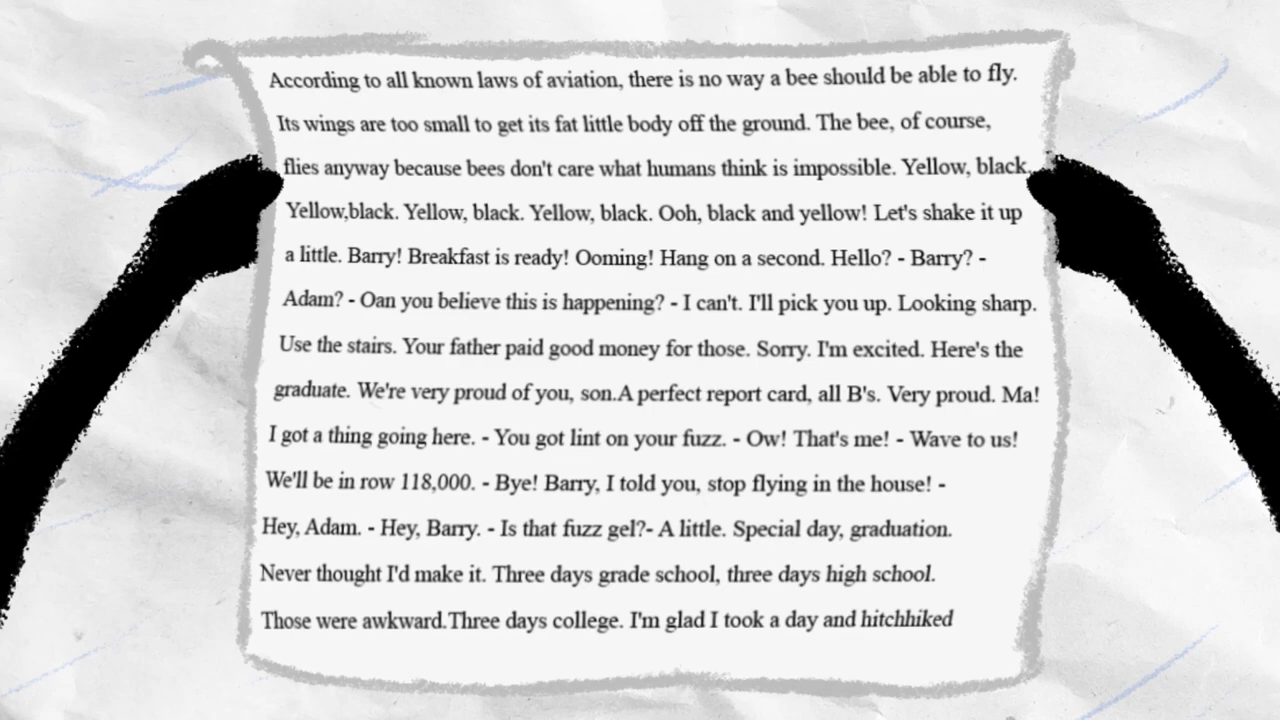 According to all known laws of aviation, there is no way a bee should be able to fly.
Its wings are too small to get its fat little body off the ground. The bee, of course,
flies anyway because bees don't care what humans think is impossible. Yellow, black.
Yellow,black. Yellow, black. Yellow, black. Ooh, black and yellow! Let's shake it up
a little. Barry! Breakfast is ready! Ooming! Hang on a second. Hello? - Barry? -
Adam? - Oan you believe this is happening? - I can't. I'll pick you up. Looking sharp.
Use the stairs. Your father paid good money for those. Sorry. I'm excited. Here's the
graduate. We're very proud of you, son.A perfect report card, all B's. Very proud. Ma!
I got a thing going here. - You got lint on your fuzz. - Ow! That's me! - Wave to us!
We'll be in row 118,000. - Bye! Barry, I told you, stop flying in the house! -
Hey, Adam. - Hey, Barry. - Is that fuzz gel?- A little. Special day, graduation.
Never thought I'd make it. Three days grade school, three days high school.
Those were awkward.Three days college. I'm glad I took a day and hitchhiked